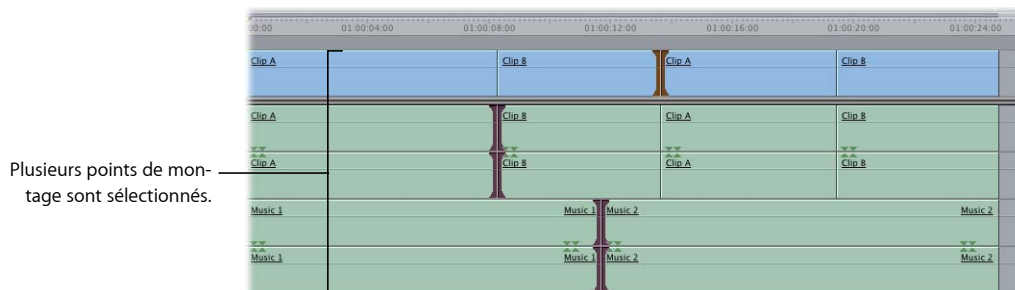 00:00 01:00:04:00 01:00:08:00 01:00:12:00 01:00:16:00 01:00:20:00 01:00:24:00
Clip A Clip B Clip A Clip B
Clip A Clip B Clip A Clip B
Clip A Clip B Clip A Clip B
Plusieurs points de mon-
tage sont sélectionnés.
Music 1 Music 1 Music 2 Music 2
Music 1 Music 1 Music 2 Music 2